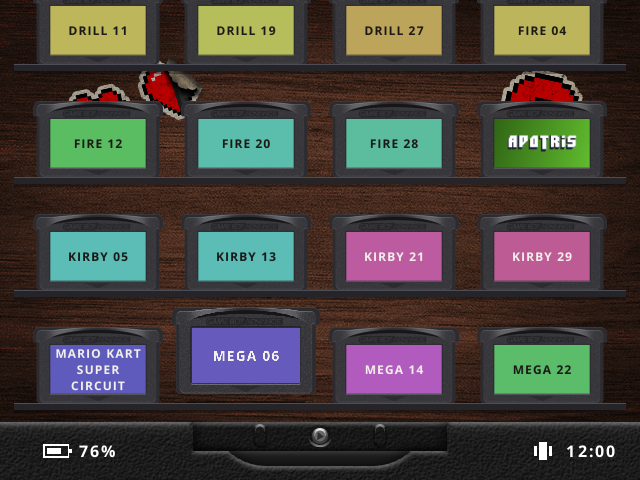 DRILL 11
DRILL 19
DRILL 27
FIRE 04
FIRE 12
FIRE 20
FIRE 28
APOTRIS
KIRBY 05
KIRBY 13
KIRBY 21
KIRBY 29
MARIO KART
SUPER
CIRCUIT
MEGA 06
MEGA 14
MEGA 22
76%
12:00